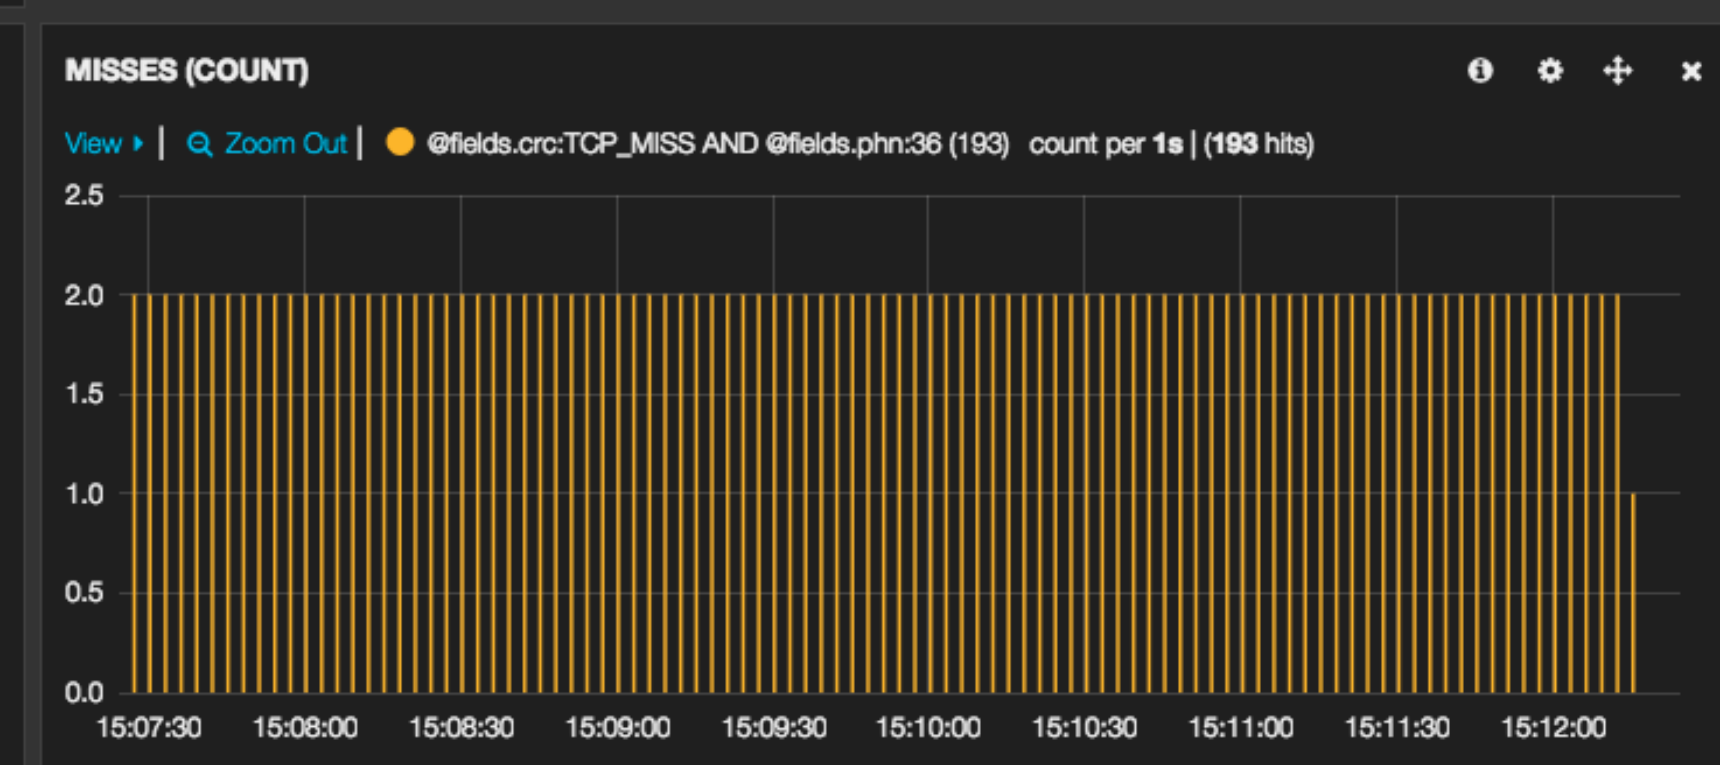 MISSES (COUNT)
View | Zoom Out | @fields.crc:TCP_MISS AND @fields.phn:36 (193) count per 1s | (193 hits)
2.5
2.0
1.5
1.0
0.5
0.0
15:07:30 15:08:00 15:08:30 15:09:00 15:09:30 15:10:00 15:10:30 15:11:00 15:11:30 15:12:00